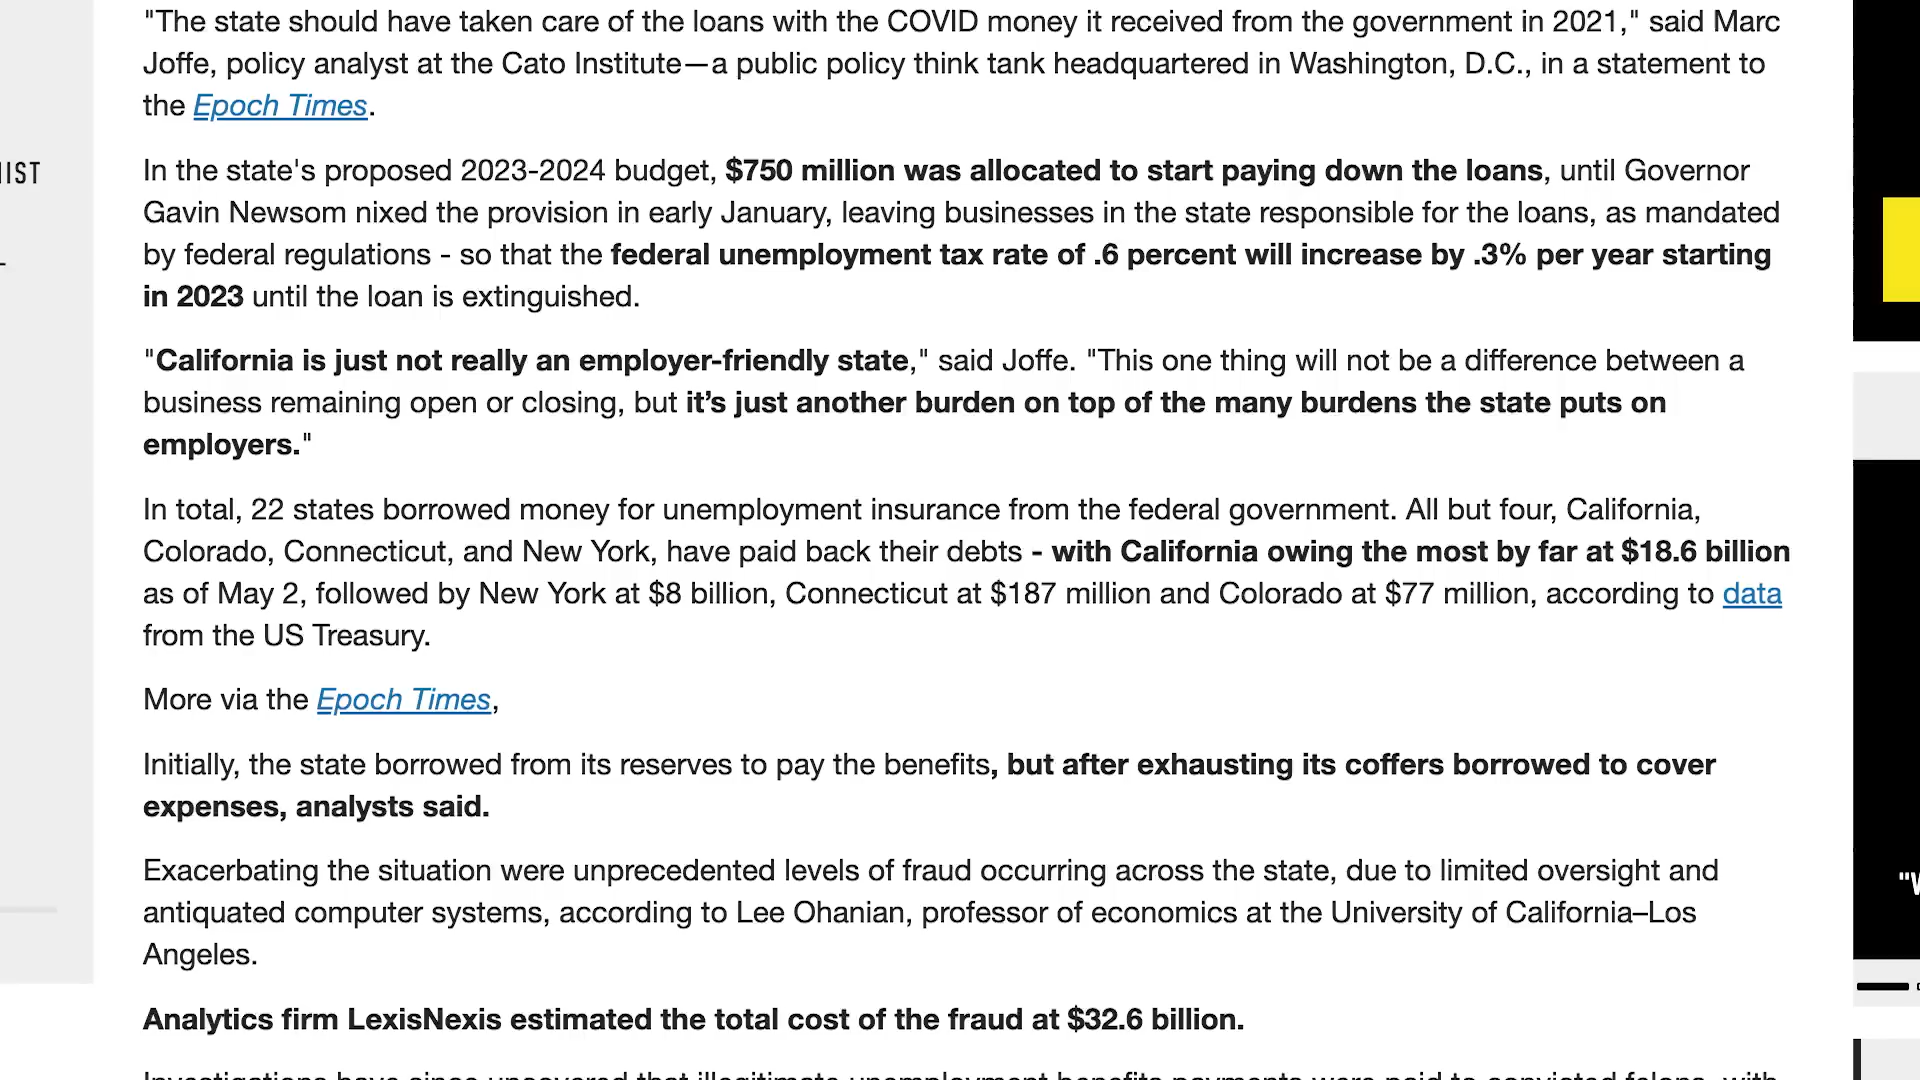 "The state should have taken care of the loans with the COVID money it received from the government in 2021," said Marc
Joffe, policy analyst at the Cato Institute—a public policy think tank headquartered in Washington, D.C., in a statement to
the Epoch Times.
In the state's proposed 2023-2024 budget, $750 million was allocated to start paying down the loans, until Governor
Gavin Newsom nixed the provision in early January, leaving businesses in the state responsible for the loans, as mandated
by federal regulations - so that the federal unemployment tax rate of .6 percent will increase by .3% per year starting
in 2023 until the loan is extinguished.
"California is just not really an employer-friendly state," said Joffe. "This one thing will not be a difference between a
business remaining open or closing, but it’s just another burden on top of the many burdens the state puts on
employers."
In total, 22 states borrowed money for unemployment insurance from the federal government. All but four, California,
Colorado, Connecticut, and New York, have paid back their debts - with California owing the most by far at $18.6 billion
as of May 2, followed by New York at $8 billion, Connecticut at $187 million and Colorado at $77 million, according to data
from the US Treasury.
More via the Epoch Times,
Initially, the state borrowed from its reserves to pay the benefits, but after exhausting its coffers borrowed to cover
expenses, analysts said.
Exacerbating the situation were unprecedented levels of fraud occurring across the state, due to limited oversight and
antiquated computer systems, according to Lee Ohanian, professor of economics at the University of California–Los
Angeles.
Analytics firm LexisNexis estimated the total cost of the fraud at $32.6 billion.